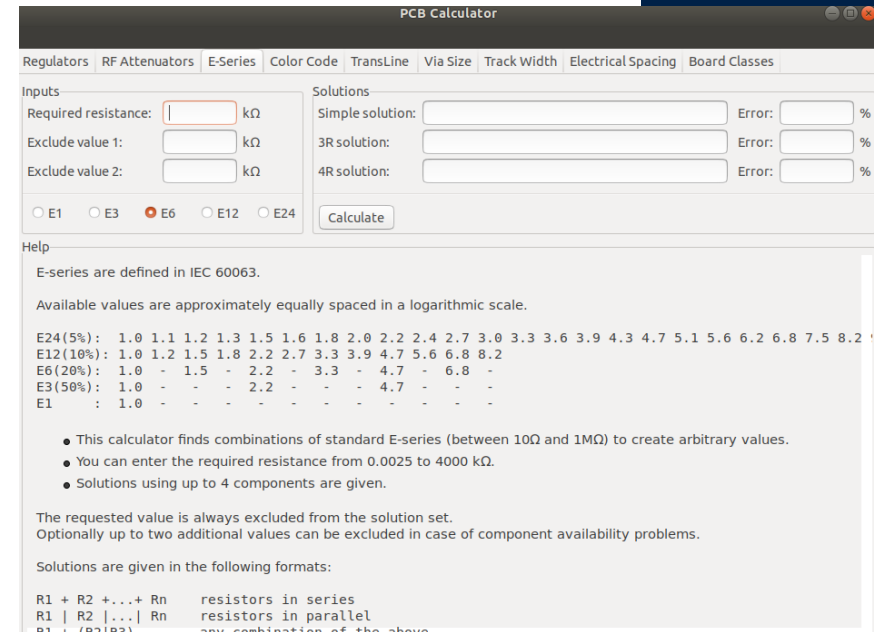 PCB Calculator
Regulators RF Attenuators E-Series Color Code TransLine Via Size Track Width Electrical Spacing Board Classes
Inputs
Required resistance: kΩ
Exclude value 1: kΩ
Exclude value 2: kΩ
E1 E3 E6 E12 E24
Solutions
Simple solution: Error: %
3R solution: Error: %
4R solution: Error: %
Calculate
Help
E-series are defined in IEC 60063.
Available values are approximately equally spaced in a logarithmic scale.
E24(5%): 1.0 1.1 1.2 1.3 1.5 1.6 1.8 2.0 2.2 2.4 2.7 3.0 3.3 3.6 3.9 4.3 4.7 5.1 5.6 6.2 6.8 7.5 8.2
E12(10%): 1.0 1.2 1.5 1.8 2.2 2.7 3.3 3.9 4.7 5.6 6.8 8.2
E6(20%): 1.0 - 1.5 - 2.2 - 3.3 - 4.7 - 6.8 -
E3(50%): 1.0 - - - 2.2 - - - 4.7 - - -
E1 : 1.0 - - - - - - - - - - -
• This calculator finds combinations of standard E-series (between 10Ω and 1MΩ) to create arbitrary values.
• You can enter the required resistance from 0.0025 to 4000 kΩ.
• Solutions using up to 4 components are given.
The requested value is always excluded from the solution set.
Optionally up to two additional values can be excluded in case of component availability problems.
Solutions are given in the following formats:
R1 + R2 +...+ Rn resistors in series
R1 | R2 |...| Rn resistors in parallel
R1 + (R2|R3)... any combination of the above